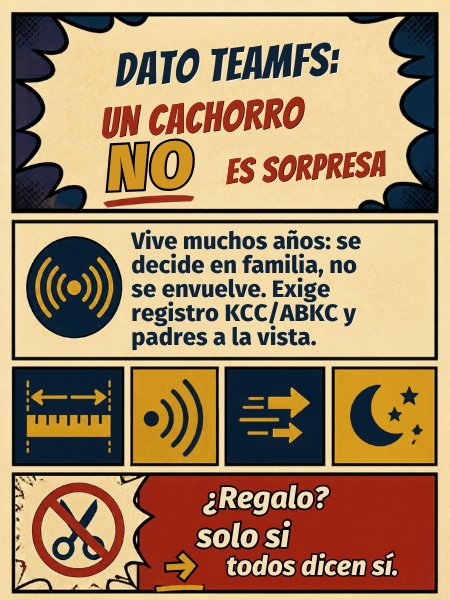 DATO TEAMFS:
UN CACHORRO
NO ES SORPRESA
Vive muchos años: se
decide en familia, no
se envuelve. Exige
registro KCC/ABKC y
padres a la vista.
¿Regalo?
solo si
todos dicen sí.